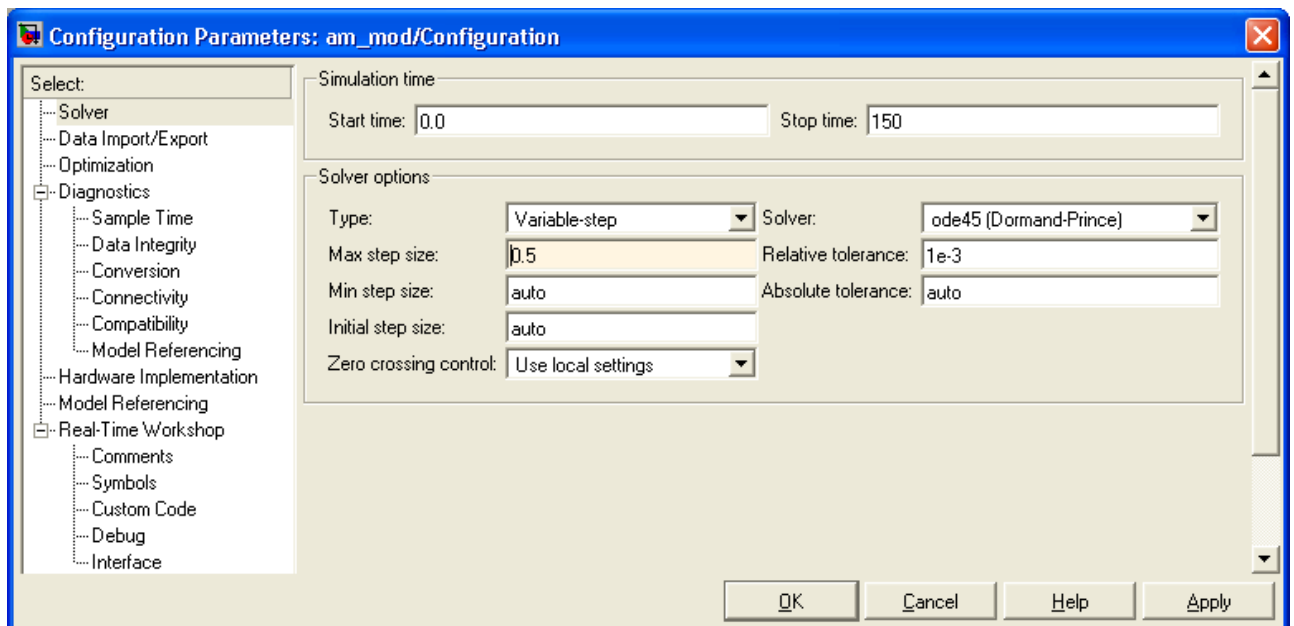 Configuration Parameters: am_mod/Configuration
Select:
Solver
Data Import/Export
Optimization
Diagnostics
Sample Time
Data Integrity
Conversion
Connectivity
Compatibility
Model Referencing
Hardware Implementation
Model Referencing
Real-Time Workshop
Comments
Symbols
Custom Code
Debug
Interface
Simulation time
Start time: 0.0 Stop time: 150
Solver options
Type: Variable-step Solver: ode45 (Dormand-Prince)
Max step size: 0.5 Relative tolerance: 1e-3
Min step size: auto Absolute tolerance: auto
Initial step size: auto
Zero crossing control: Use local settings
OK Cancel Help Apply